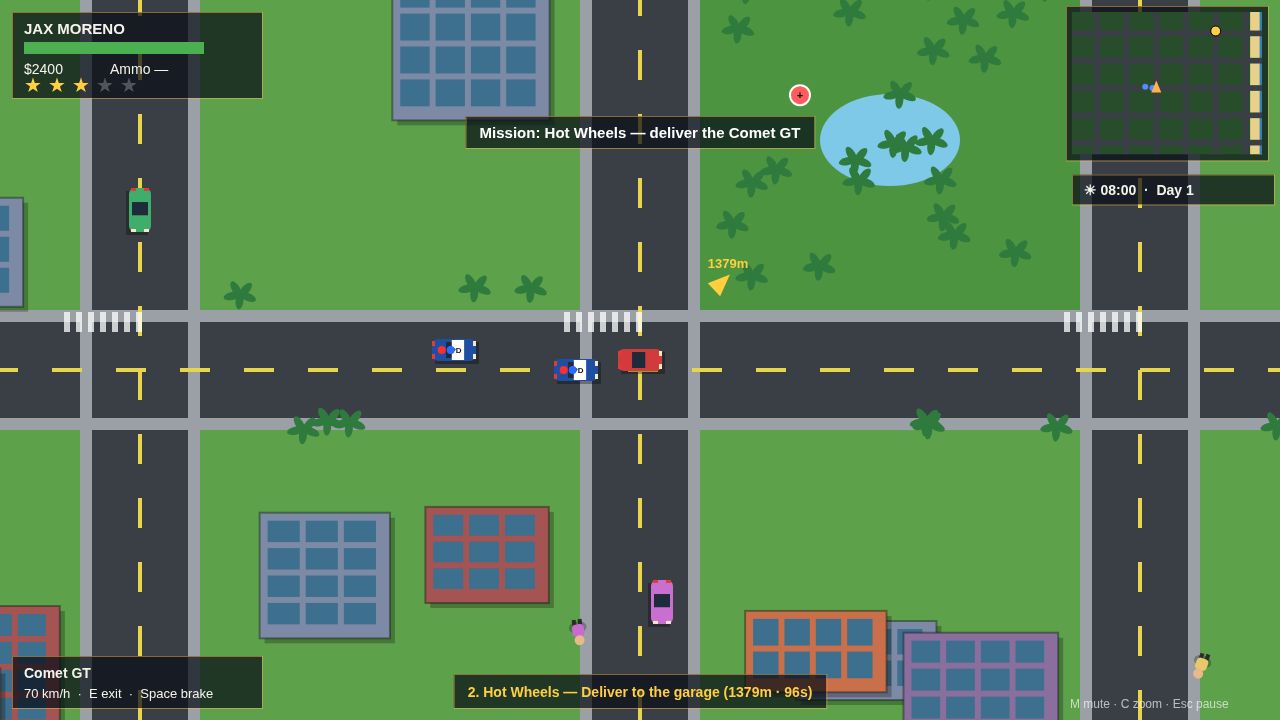 JAX MORENO
$2400 Ammo —
Mission: Hot Wheels — deliver the Comet GT
☀ 08:00 · Day 1
1379m
Comet GT
70 km/h · E exit · Space brake
2. Hot Wheels — Deliver to the garage (1379m · 96s)
M mute · C zoom · Esc pause